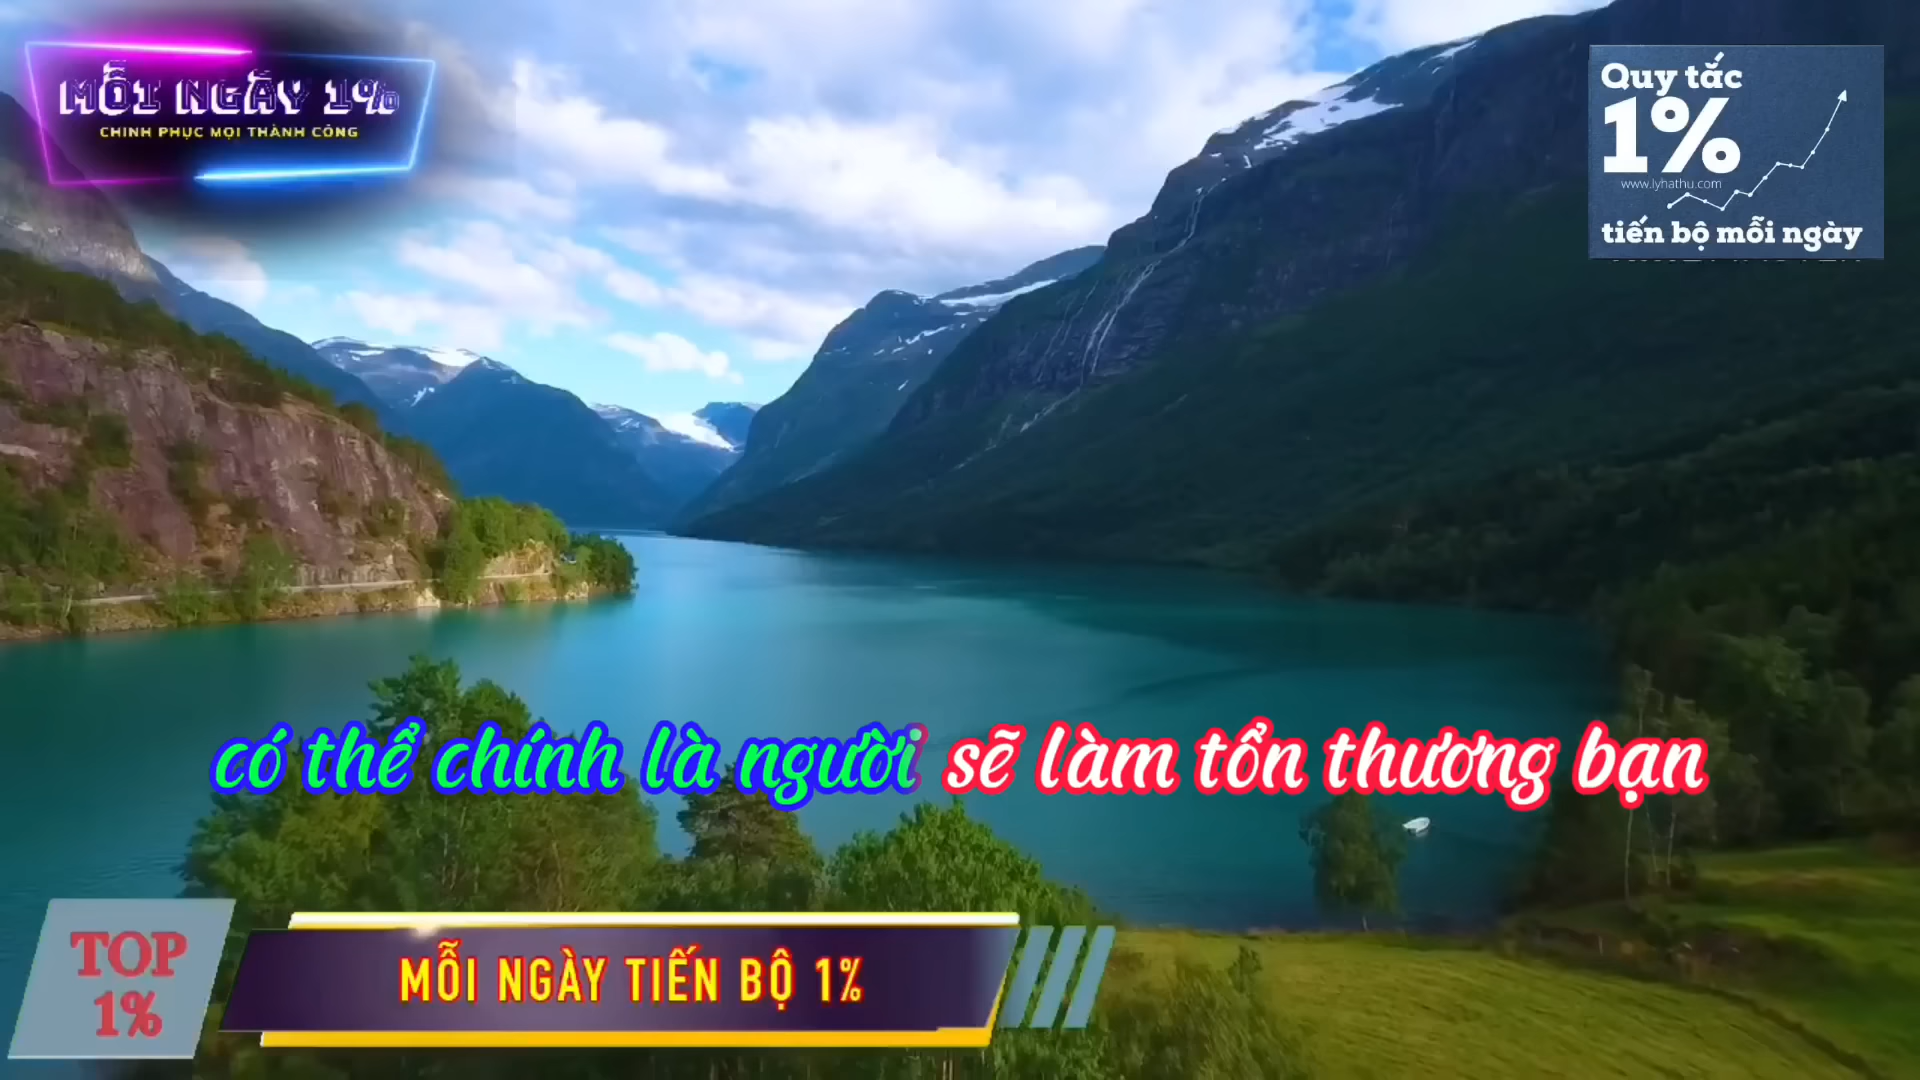 MỖI NGÀY 1%
CHINH PHỤC MỌI THÀNH CÔNG
Quy tắc
1%
www.lyhathu.com
tiến bộ mỗi ngày
có thể chính là người sẽ làm tổn thương bạn
TOP
1%
MỖI NGÀY TIẾN BỘ 1%